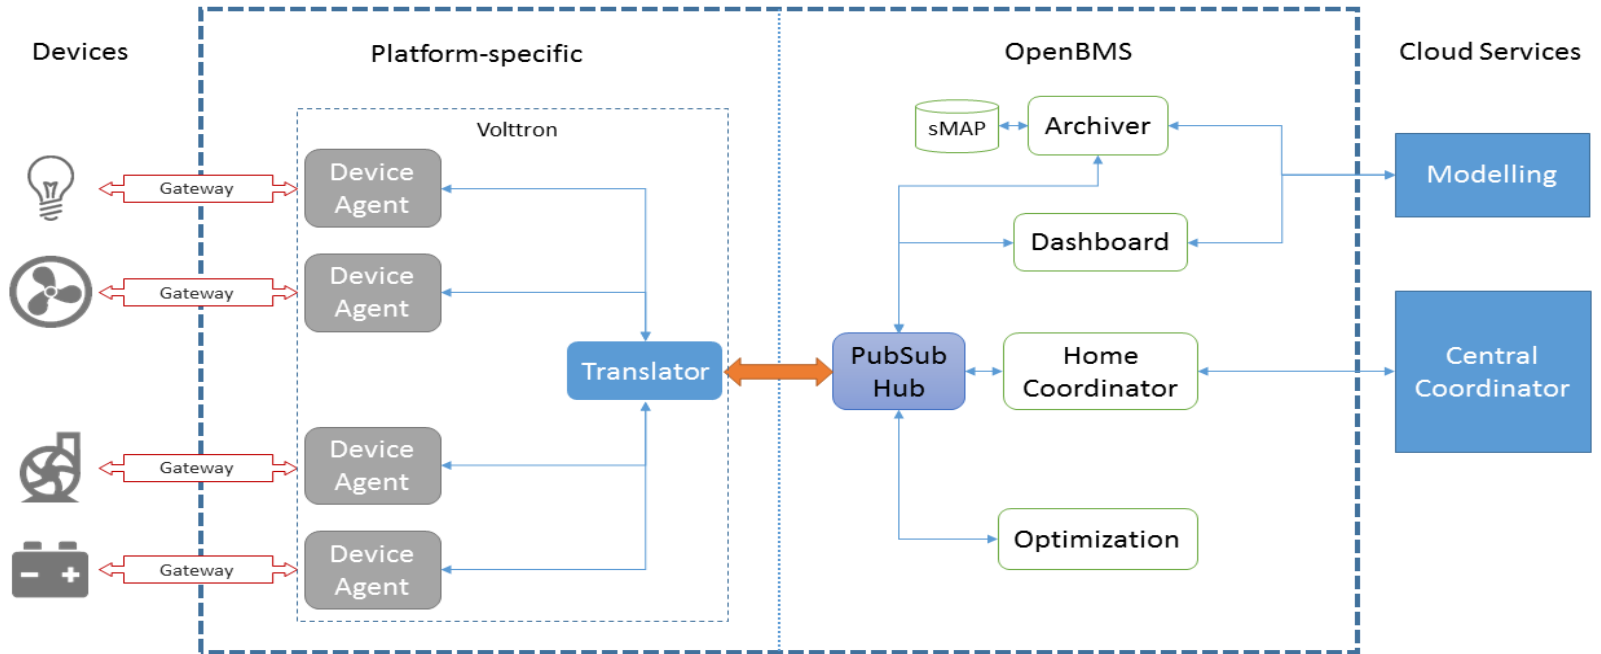 Devices
Platform-specific
OpenBMS
Cloud Services
Volttron
sMAP
Archiver
Gateway
Device
Agent
Modelling
Dashboard
Gateway
Device
Agent
Translator
PubSub
Hub
Home
Coordinator
Central
Coordinator
Gateway
Device
Agent
Optimization
Gateway
Device
Agent